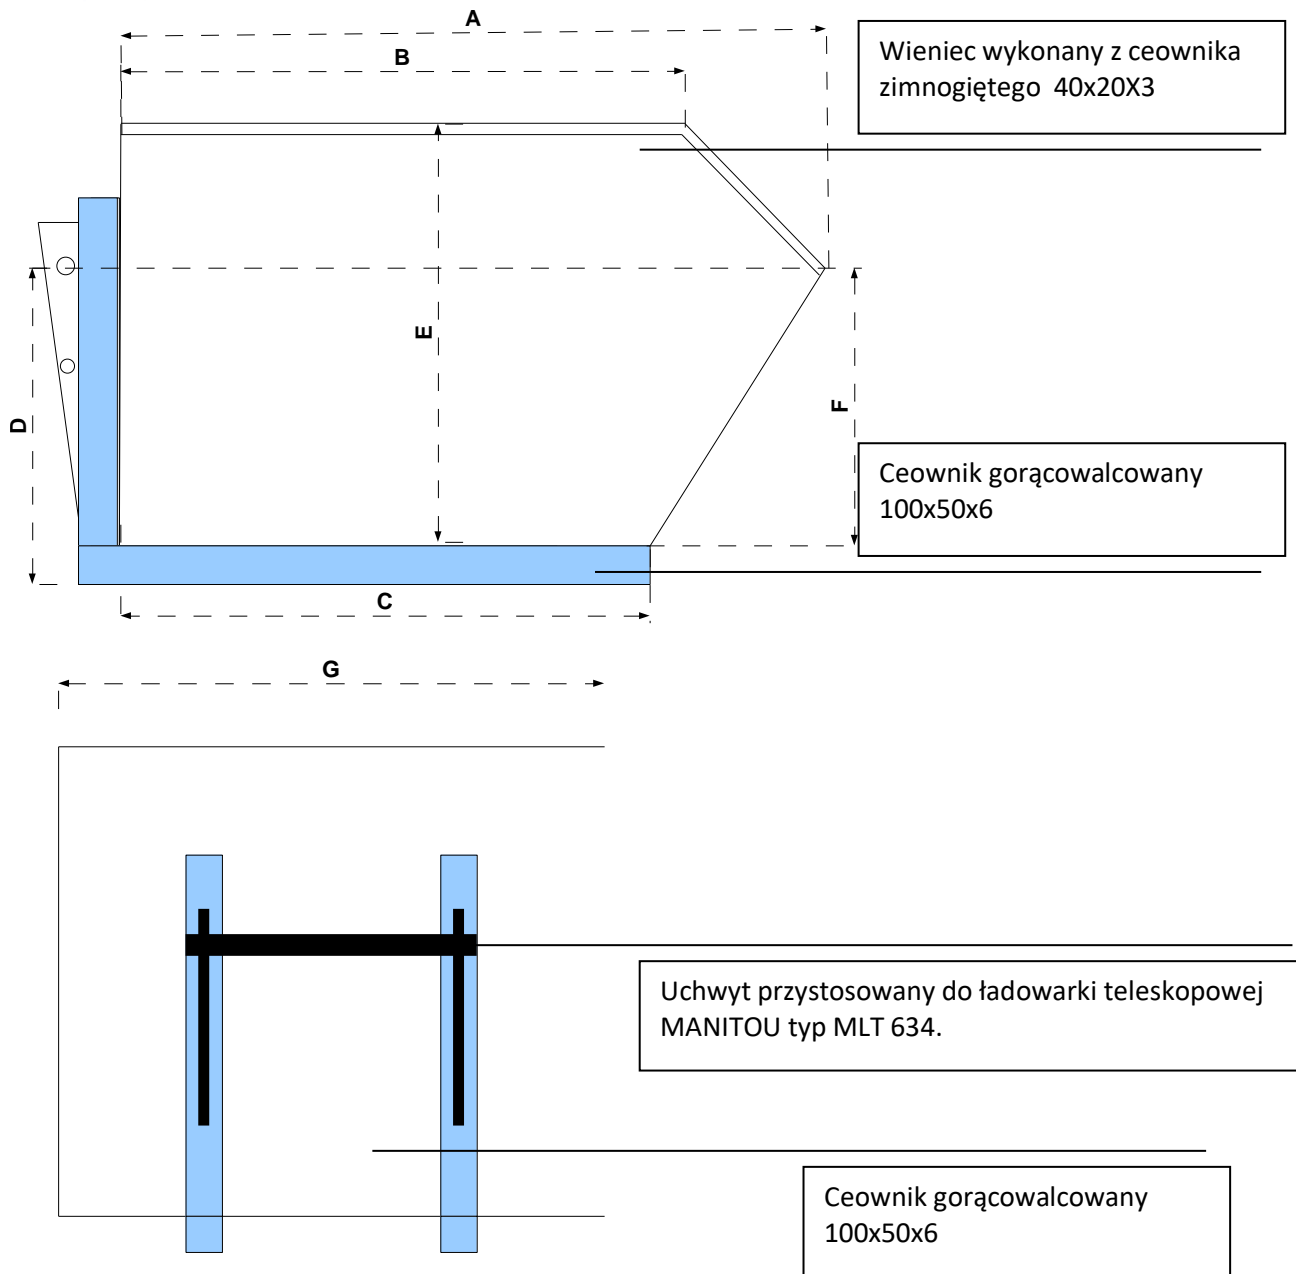 A
B
Wieniec wykonany z ceownika
zimnogiętego  40x20X3
E
D
F
Ceownik gorącowalcowany
100x50x6
C
G
Uchwyt przystosowany do ładowarki teleskopowej
MANITOU typ MLT 634.
Ceownik gorącowalcowany
100x50x6